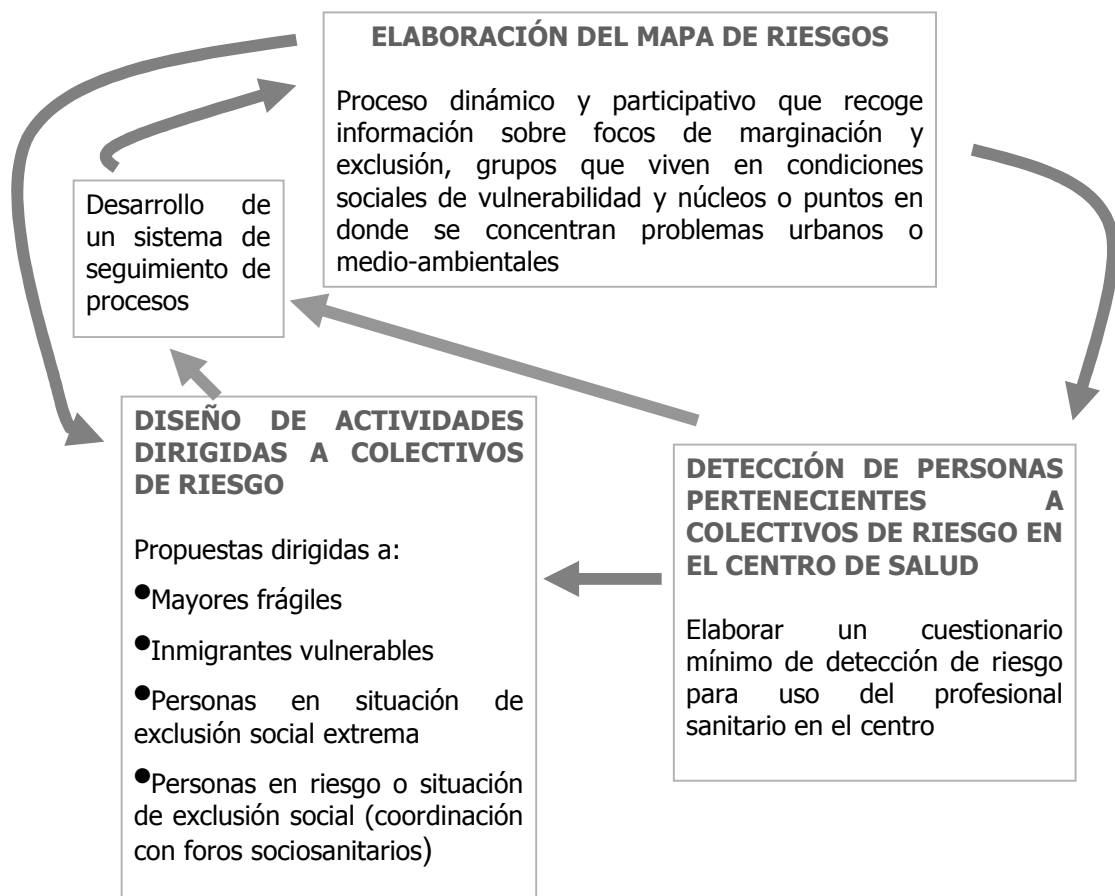 ELABORACIÓN DEL MAPA DE RIESGOS
Proceso dinámico y participativo que recoge
información sobre focos de marginación y
exclusión, grupos que viven en condiciones
sociales de vulnerabilidad y núcleos o puntos en
donde se concentran problemas urbanos o
medio-ambientales
Desarrollo de
un sistema de
seguimiento de
procesos
DISEÑO DE ACTIVIDADES
DIRIGIDAS A COLECTIVOS
DE RIESGO
Propuestas dirigidas a:
●Mayores frágiles
●Inmigrantes vulnerables
●Personas en situación de
exclusión social extrema
●Personas en riesgo o situación
de exclusión social (coordinación
con foros sociosanitarios)
DETECCIÓN DE PERSONAS
PERTENECIENTES A
COLECTIVOS DE RIESGO EN
EL CENTRO DE SALUD
Elaborar un cuestionario
mínimo de detección de riesgo
para uso del profesional
sanitario en el centro